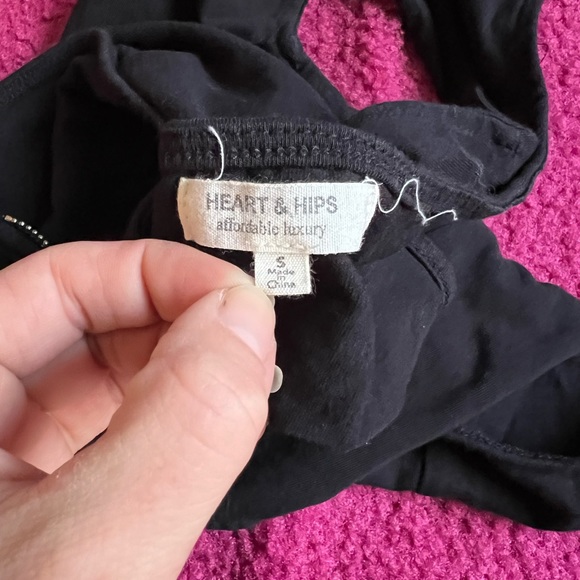 HEART & HIPS
affordable luxury
S
Made
in
China